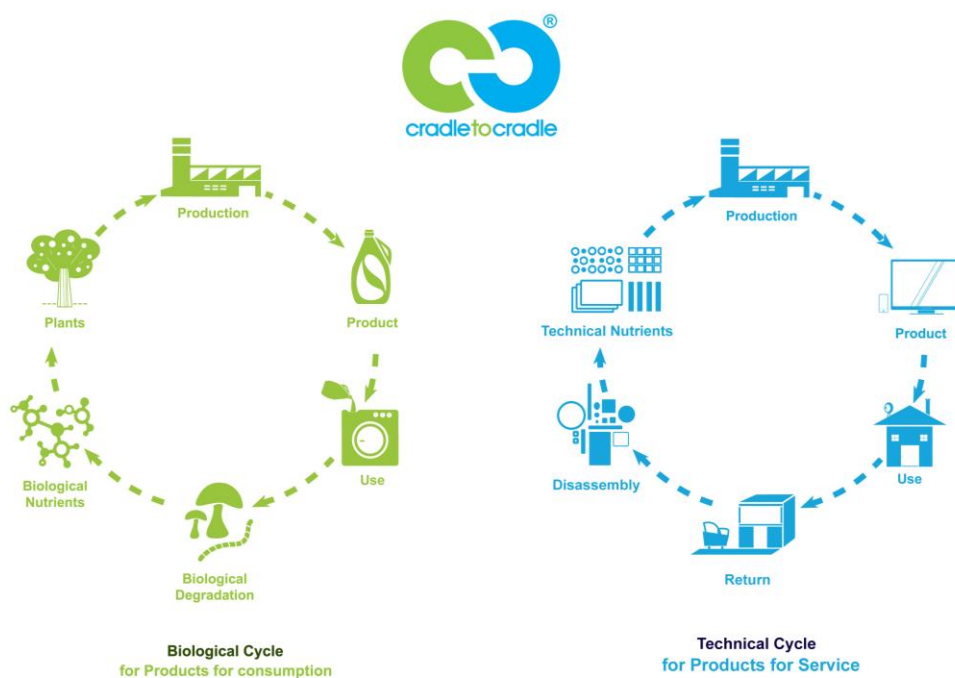 ®
cradletocradle
Production
Product
Use
Biological
Degradation
Biological
Nutrients
Plants
Biological Cycle
for Products for consumption
Production
Product
Use
Return
Disassembly
Technical Nutrients
Technical Cycle
for Products for Service